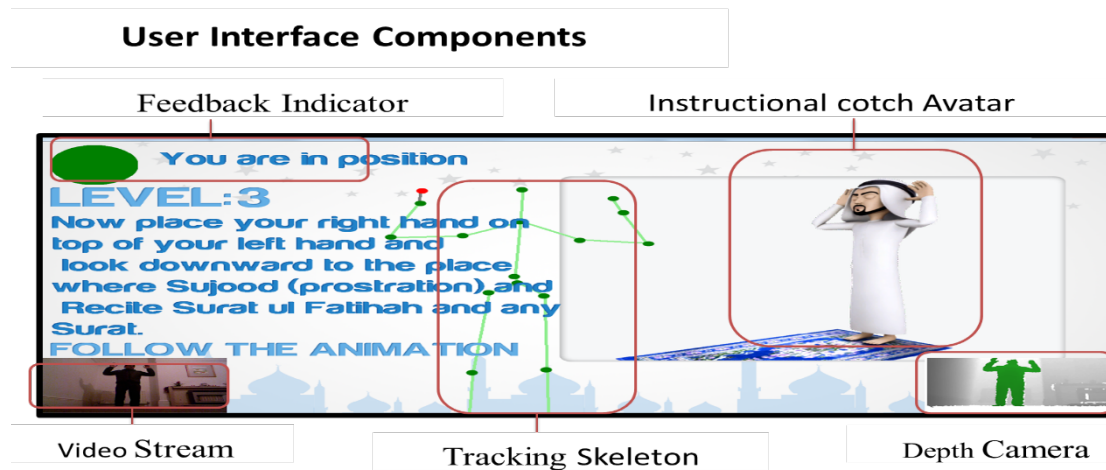 User Interface Components
Feedback Indicator
Instructional cotch Avatar
You are in position
LEVEL:3
Now place your right hand on
top of your left hand and
look downward to the place
where Sujood (prostration) and
Recite Surat ul Fatihah and any
Surat.
FOLLOW THE ANIMATION
Video Stream
Tracking Skeleton
Depth Camera